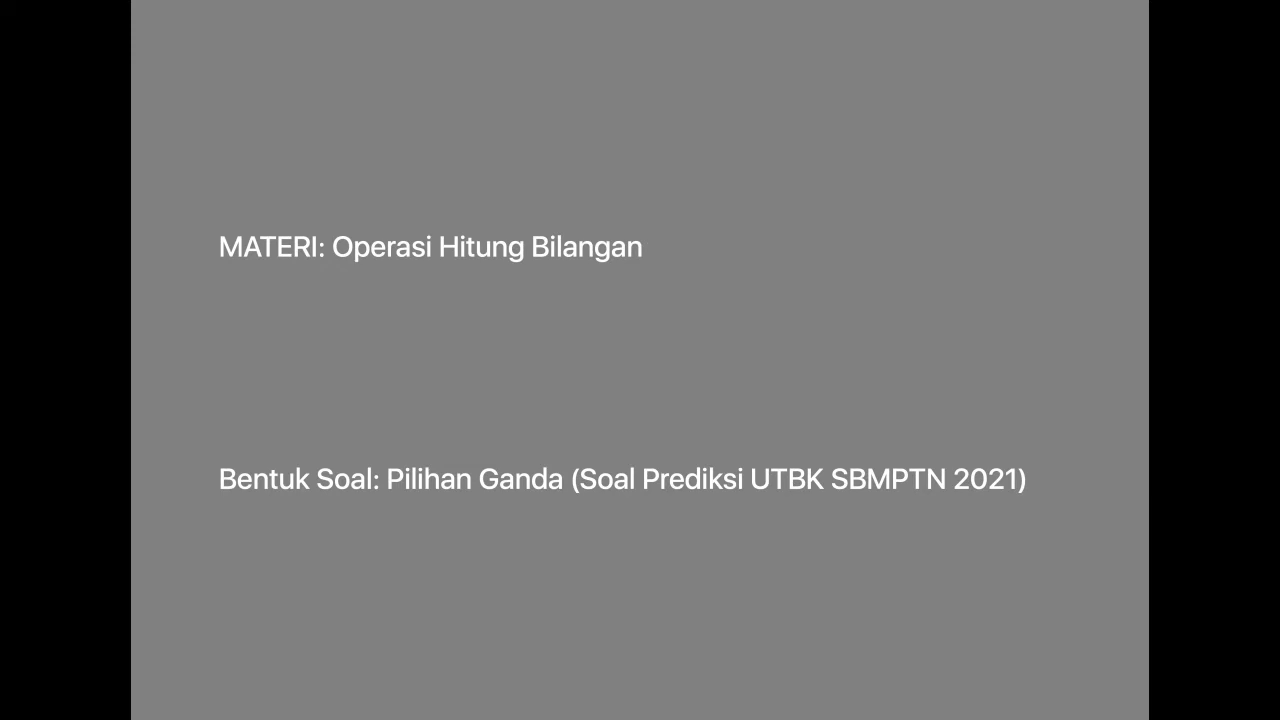 MATERI: Operasi Hitung Bilangan
Bentuk Soal: Pilihan Ganda (Soal Prediksi UTBK SBMPTN 2021)